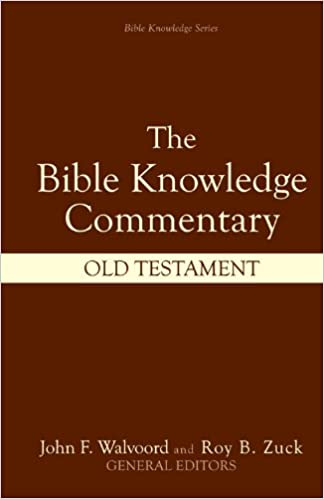 Bible Knowledge Series
The
Bible Knowledge
Commentary
OLD TESTAMENT
John F. Walvoord and Roy B. Zuck
GENERAL EDITORS